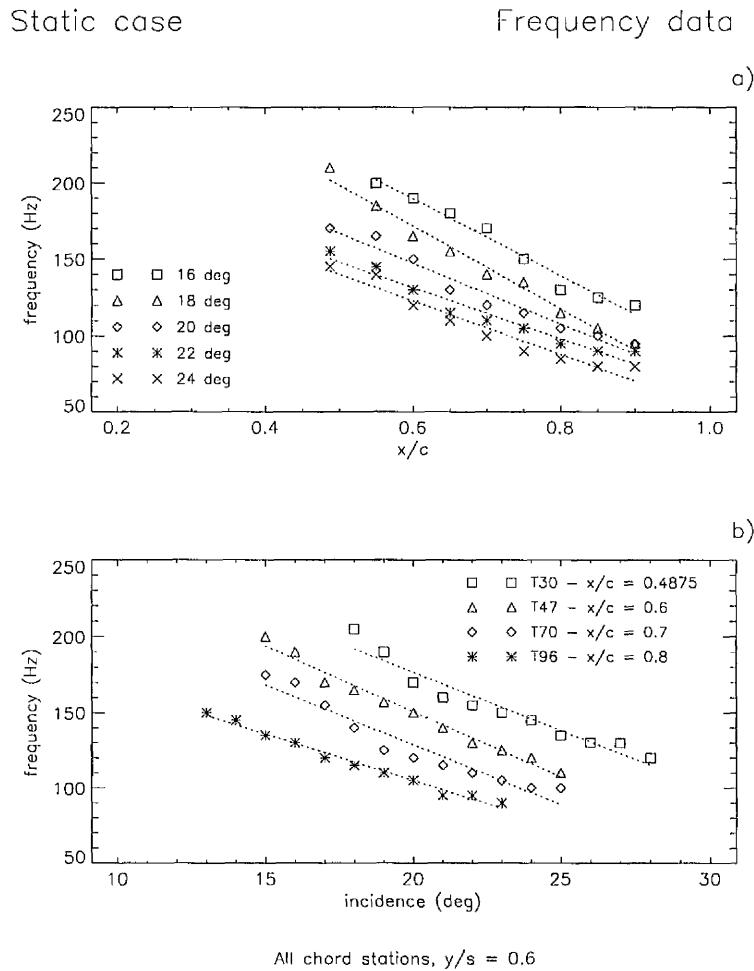 Static case Frequency data
a)
250
200
150
100
50
frequency (Hz)
16 deg
18 deg
20 deg
22 deg
24 deg
0.2 0.4 0.6 0.8 1.0
x/c
b)
250
200
150
100
50
frequency (Hz)
T30 – x/c = 0.4875
T47 – x/c = 0.6
T70 – x/c = 0.7
T96 – x/c = 0.8
10 15 20 25 30
incidence (deg)
All chord stations, y/s = 0.6